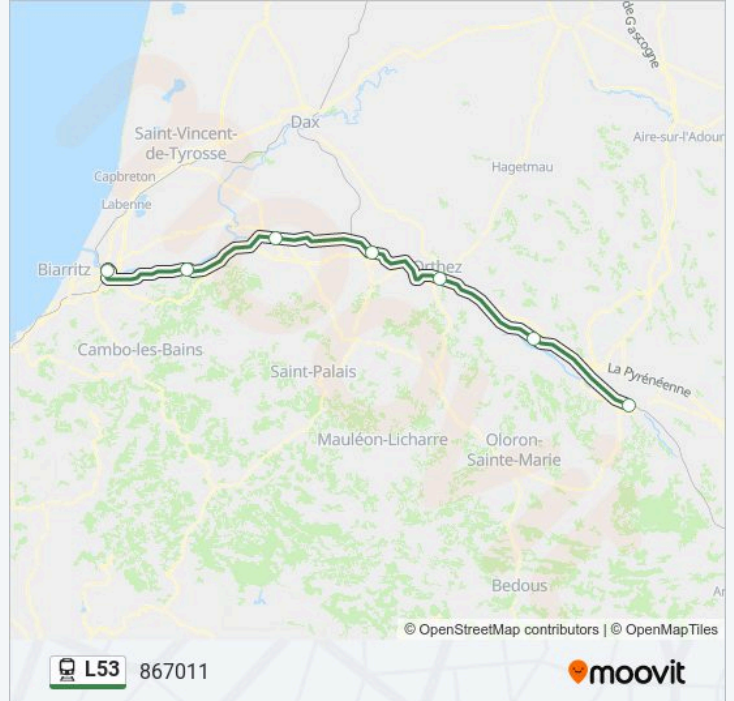 de Gascogne
Dax
Saint-Vincent-
de-Tyrosse
Aire-sur-l'Adour
Hagetmau
Capbreton
Labenne
Biarritz
Orthez
Cambo-les-Bains
La Pyrénéenne
Saint-Palais
Mauléon-Licharre
Oloron-
Sainte-Marie
Bedous
© OpenStreetMap contributors | © OpenMapTiles
L53 867011
moovit